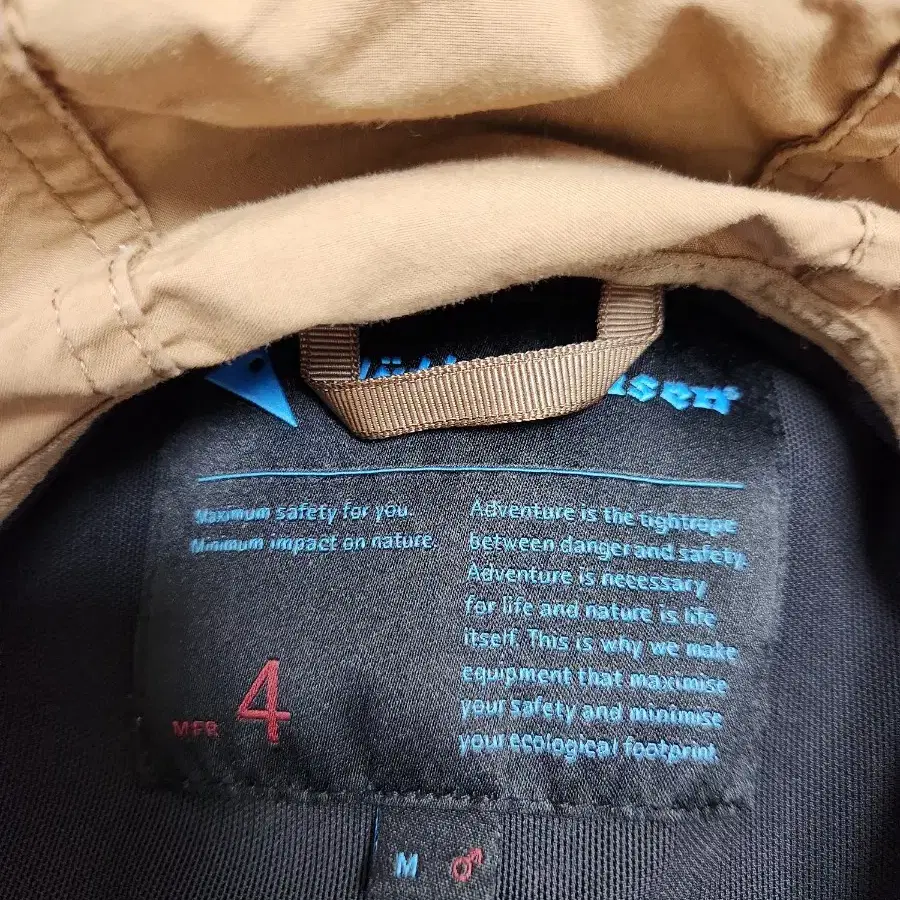 Maximum safety for you.
Minimum impact on nature.
Adventure is the tightrope
between danger and safety.
Adventure is necessary
for life and nature is life
itself. This is why we make
equipment that maximise
your safety and minimise
your ecological footprint
MFR 4
M ♂